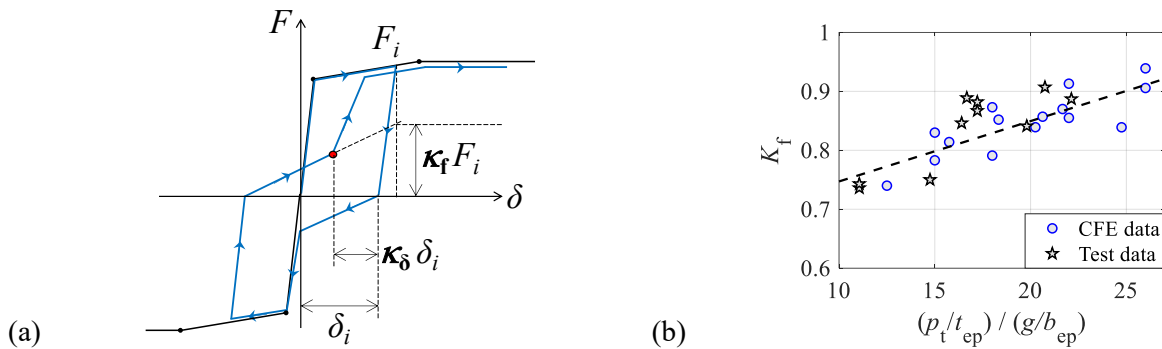 (a)
F
F_i
κ_f F_i
δ
κ_δ δ_i
δ_i
(b)
K_f
0.6
0.7
0.8
0.9
1
10
15
20
25
(p_t/t_ep) / (g/b_ep)
CFE data
Test data